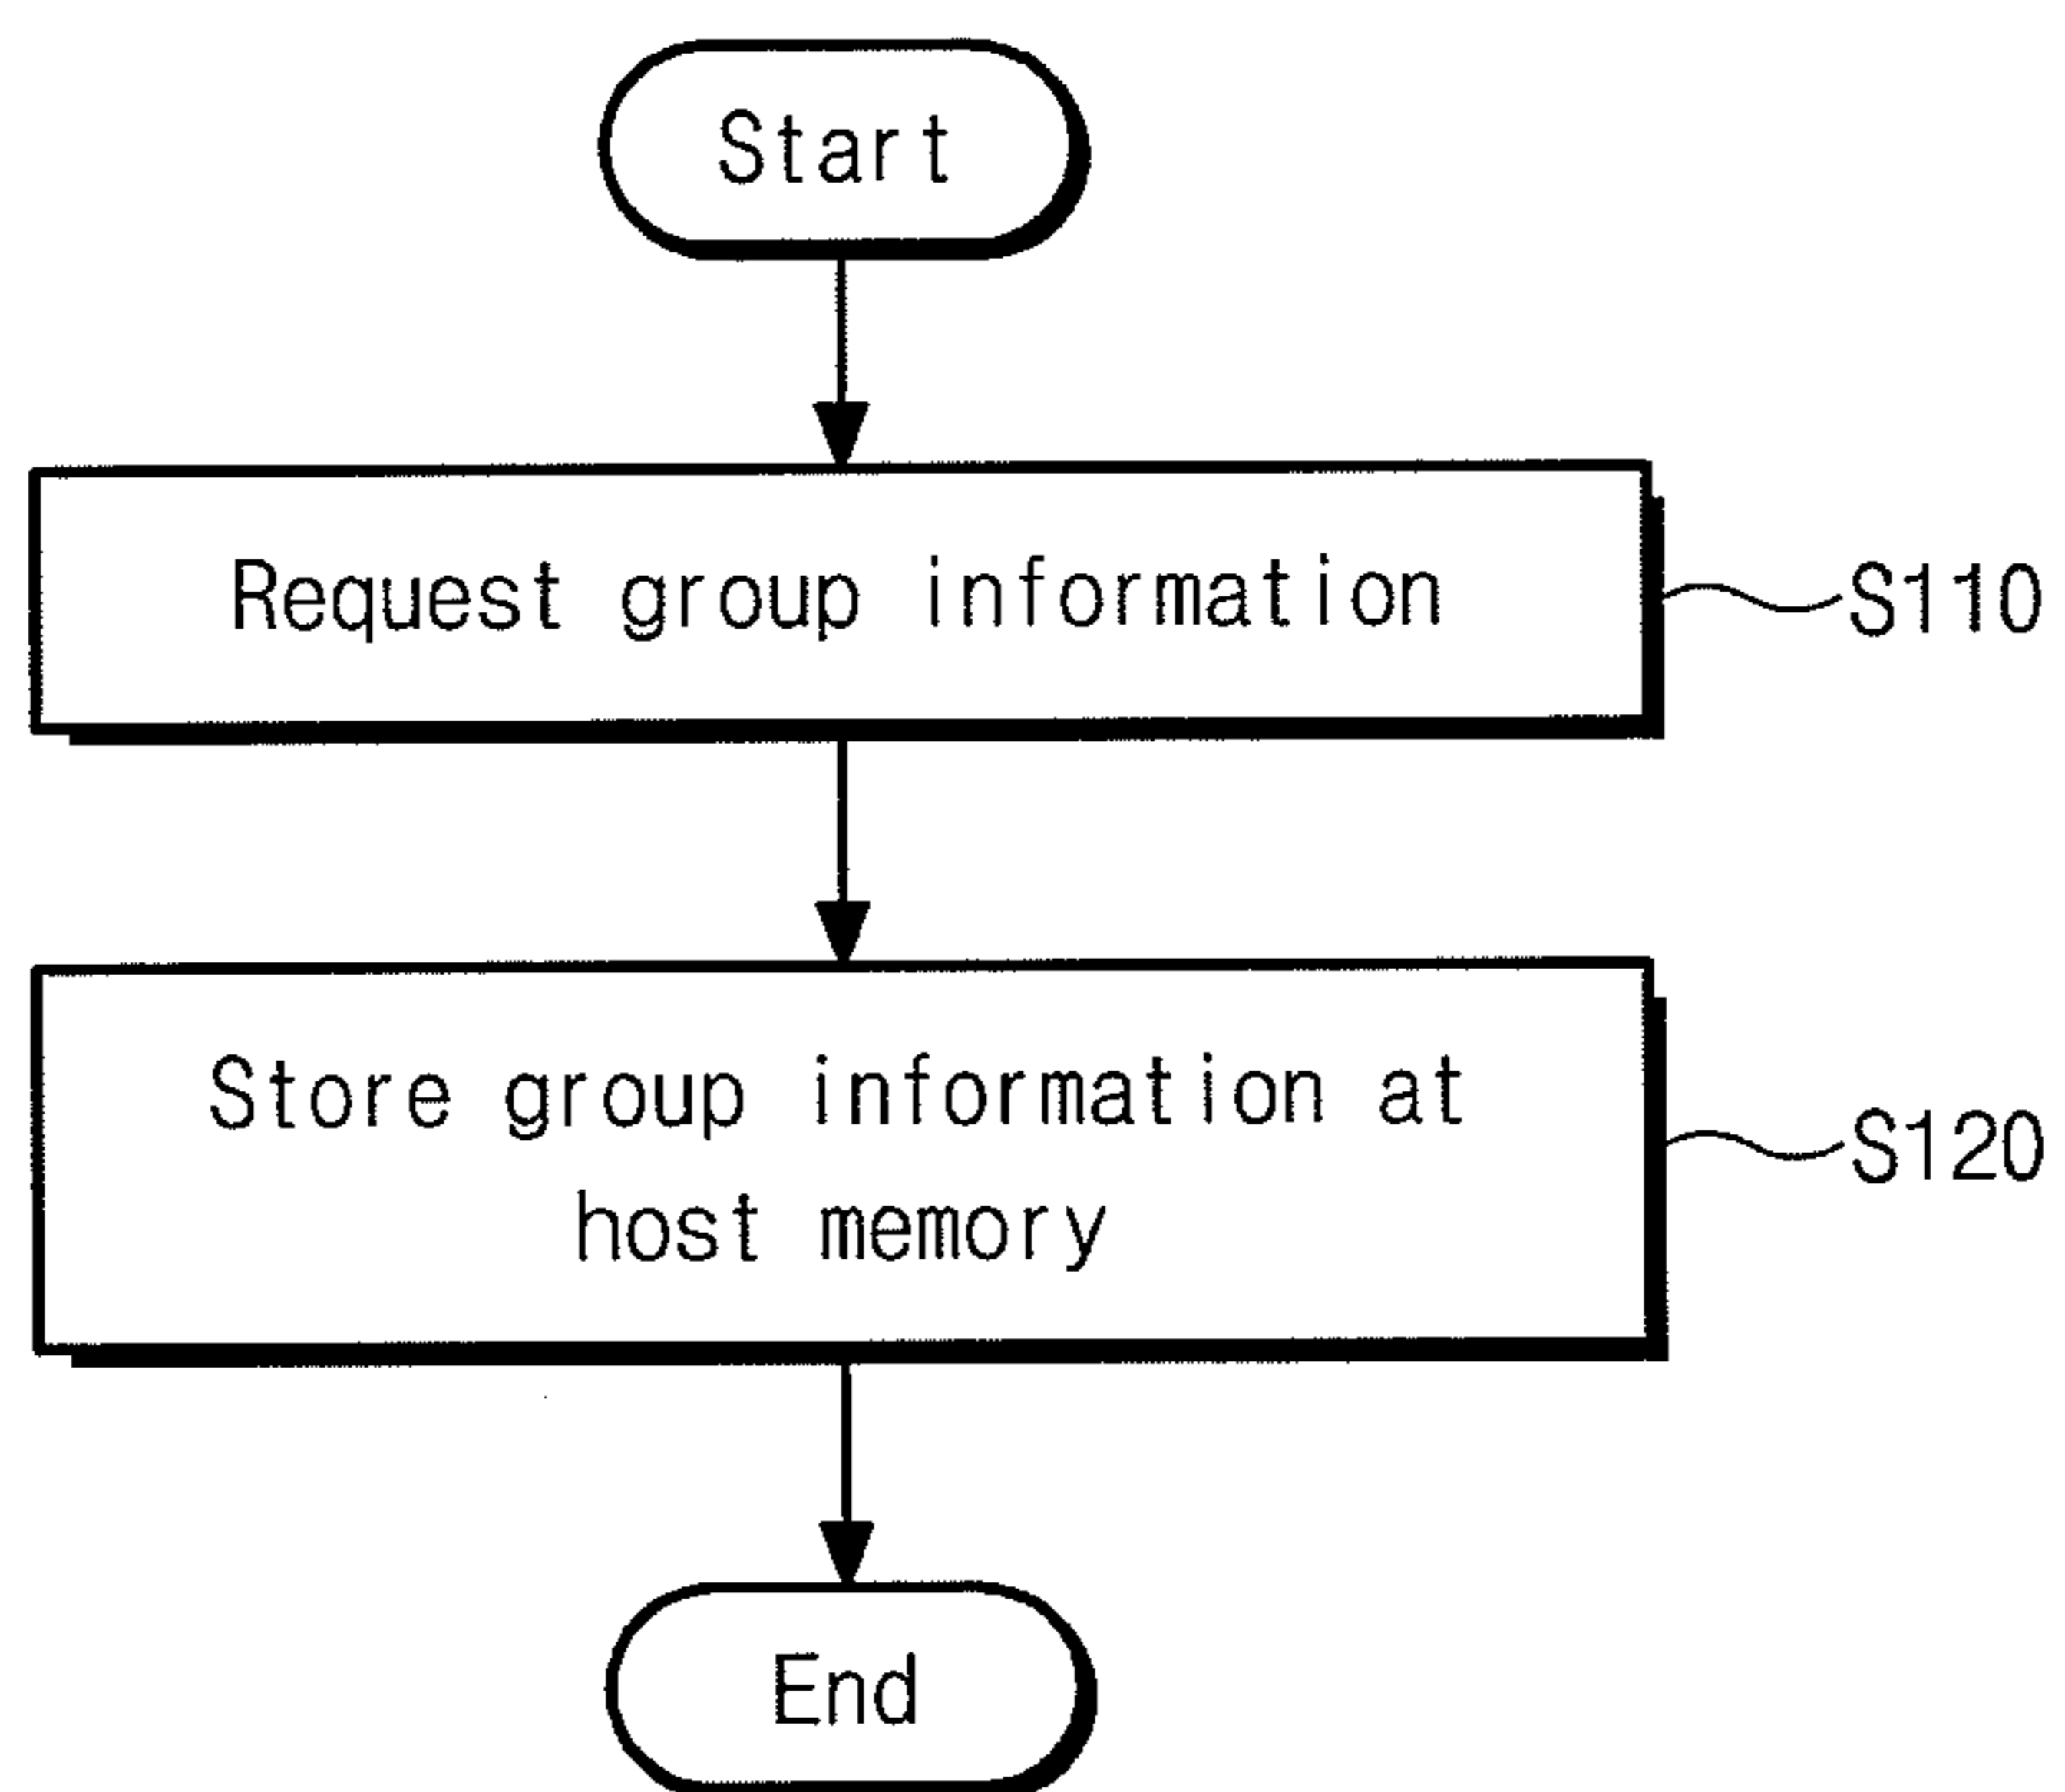 Start
Request group information
S110
Store group information at
host memory
S120
End